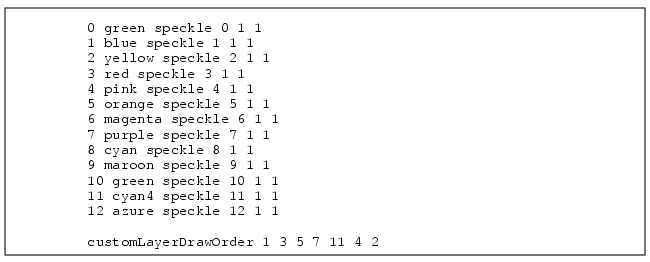 0 green speckle 0 1 1
1 blue speckle 1 1 1
2 yellow speckle 2 1 1
3 red speckle 3 1 1
4 pink speckle 4 1 1
5 orange speckle 5 1 1
6 magenta speckle 6 1 1
7 purple speckle 7 1 1
8 cyan speckle 8 1 1
9 maroon speckle 9 1 1
10 green speckle 10 1 1
11 cyan4 speckle 11 1 1
12 azure speckle 12 1 1
customLayerDrawOrder 1 3 5 7 11 4 2